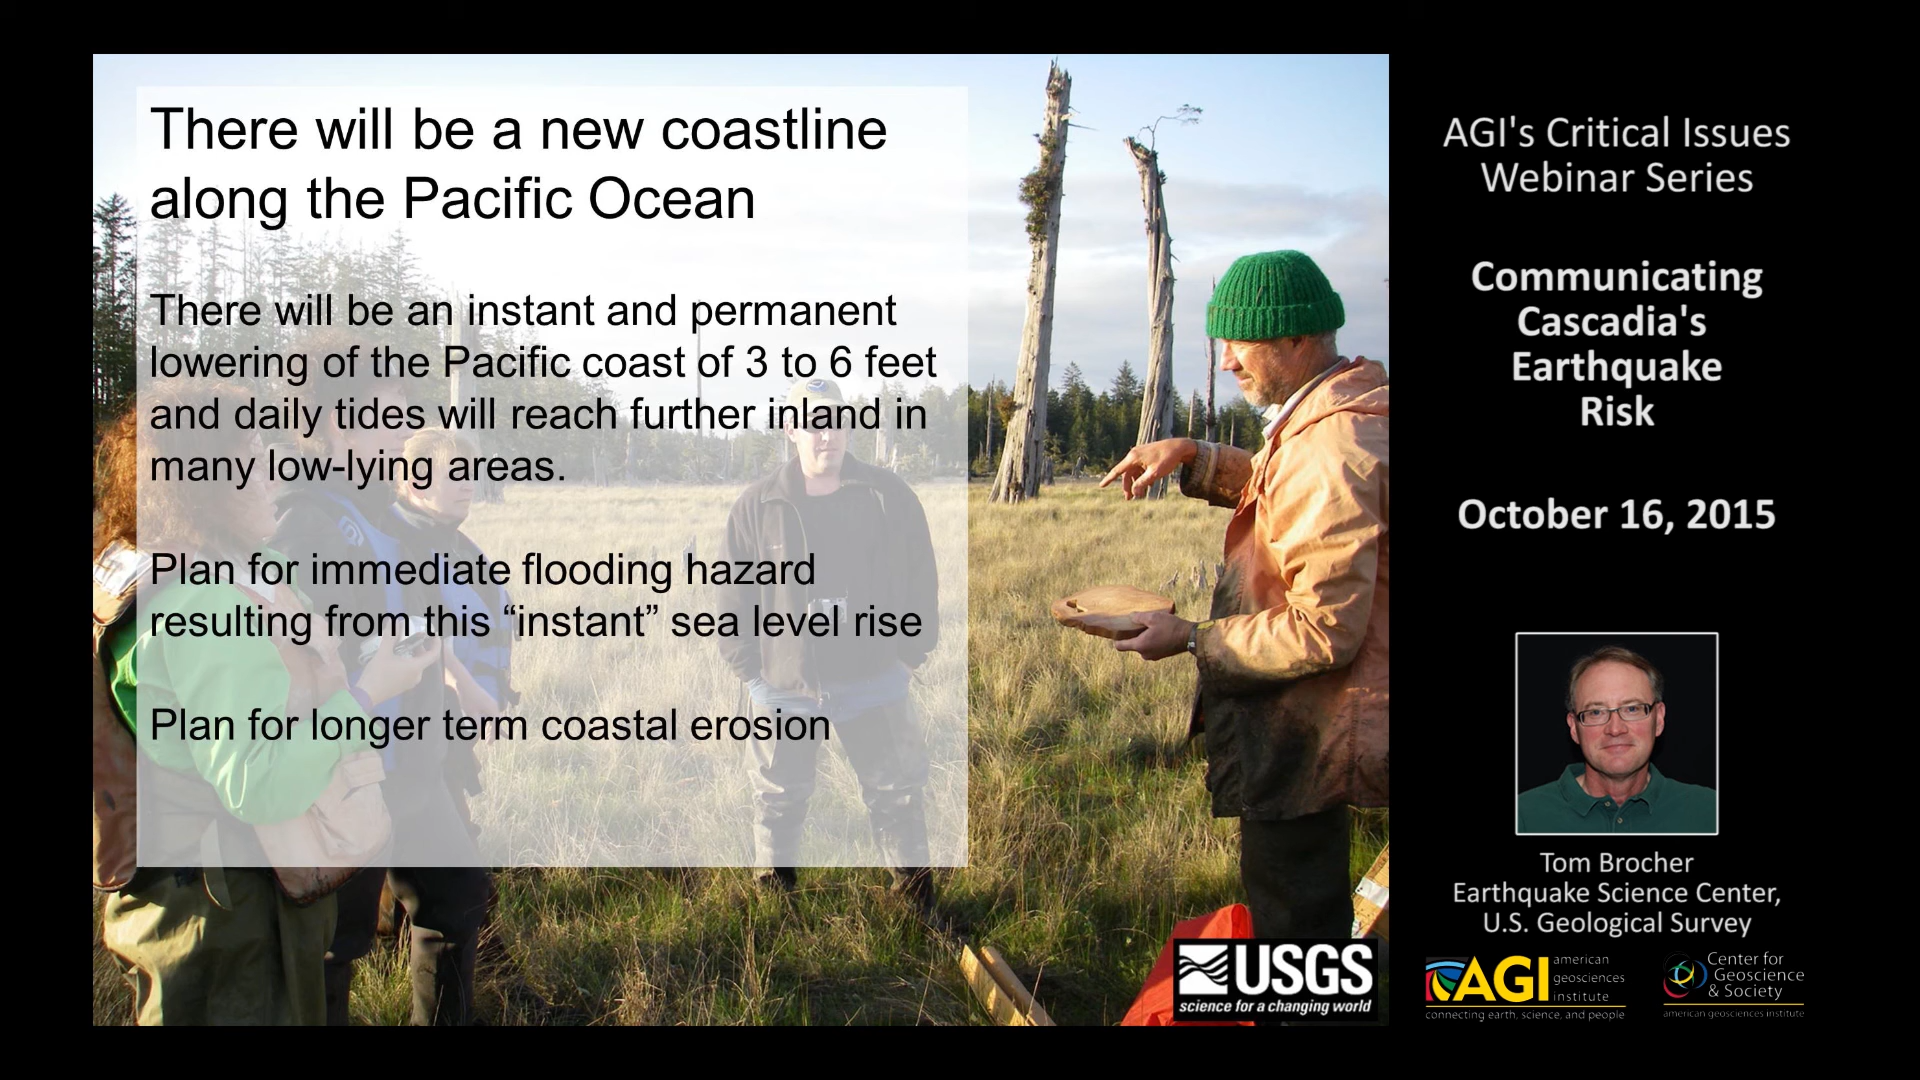 There will be a new coastline
along the Pacific Ocean
There will be an instant and permanent
lowering of the Pacific coast of 3 to 6 feet
and daily tides will reach further inland in
many low-lying areas.
Plan for immediate flooding hazard
resulting from this “instant” sea level rise
Plan for longer term coastal erosion
USGS
science for a changing world
AGI's Critical Issues
Webinar Series
Communicating
Cascadia's
Earthquake
Risk
October 16, 2015
Tom Brocher
Earthquake Science Center,
U.S. Geological Survey
AGI
american
geosciences
institute
connecting earth, science, and people
Center for
Geoscience
& Society
american geosciences institute